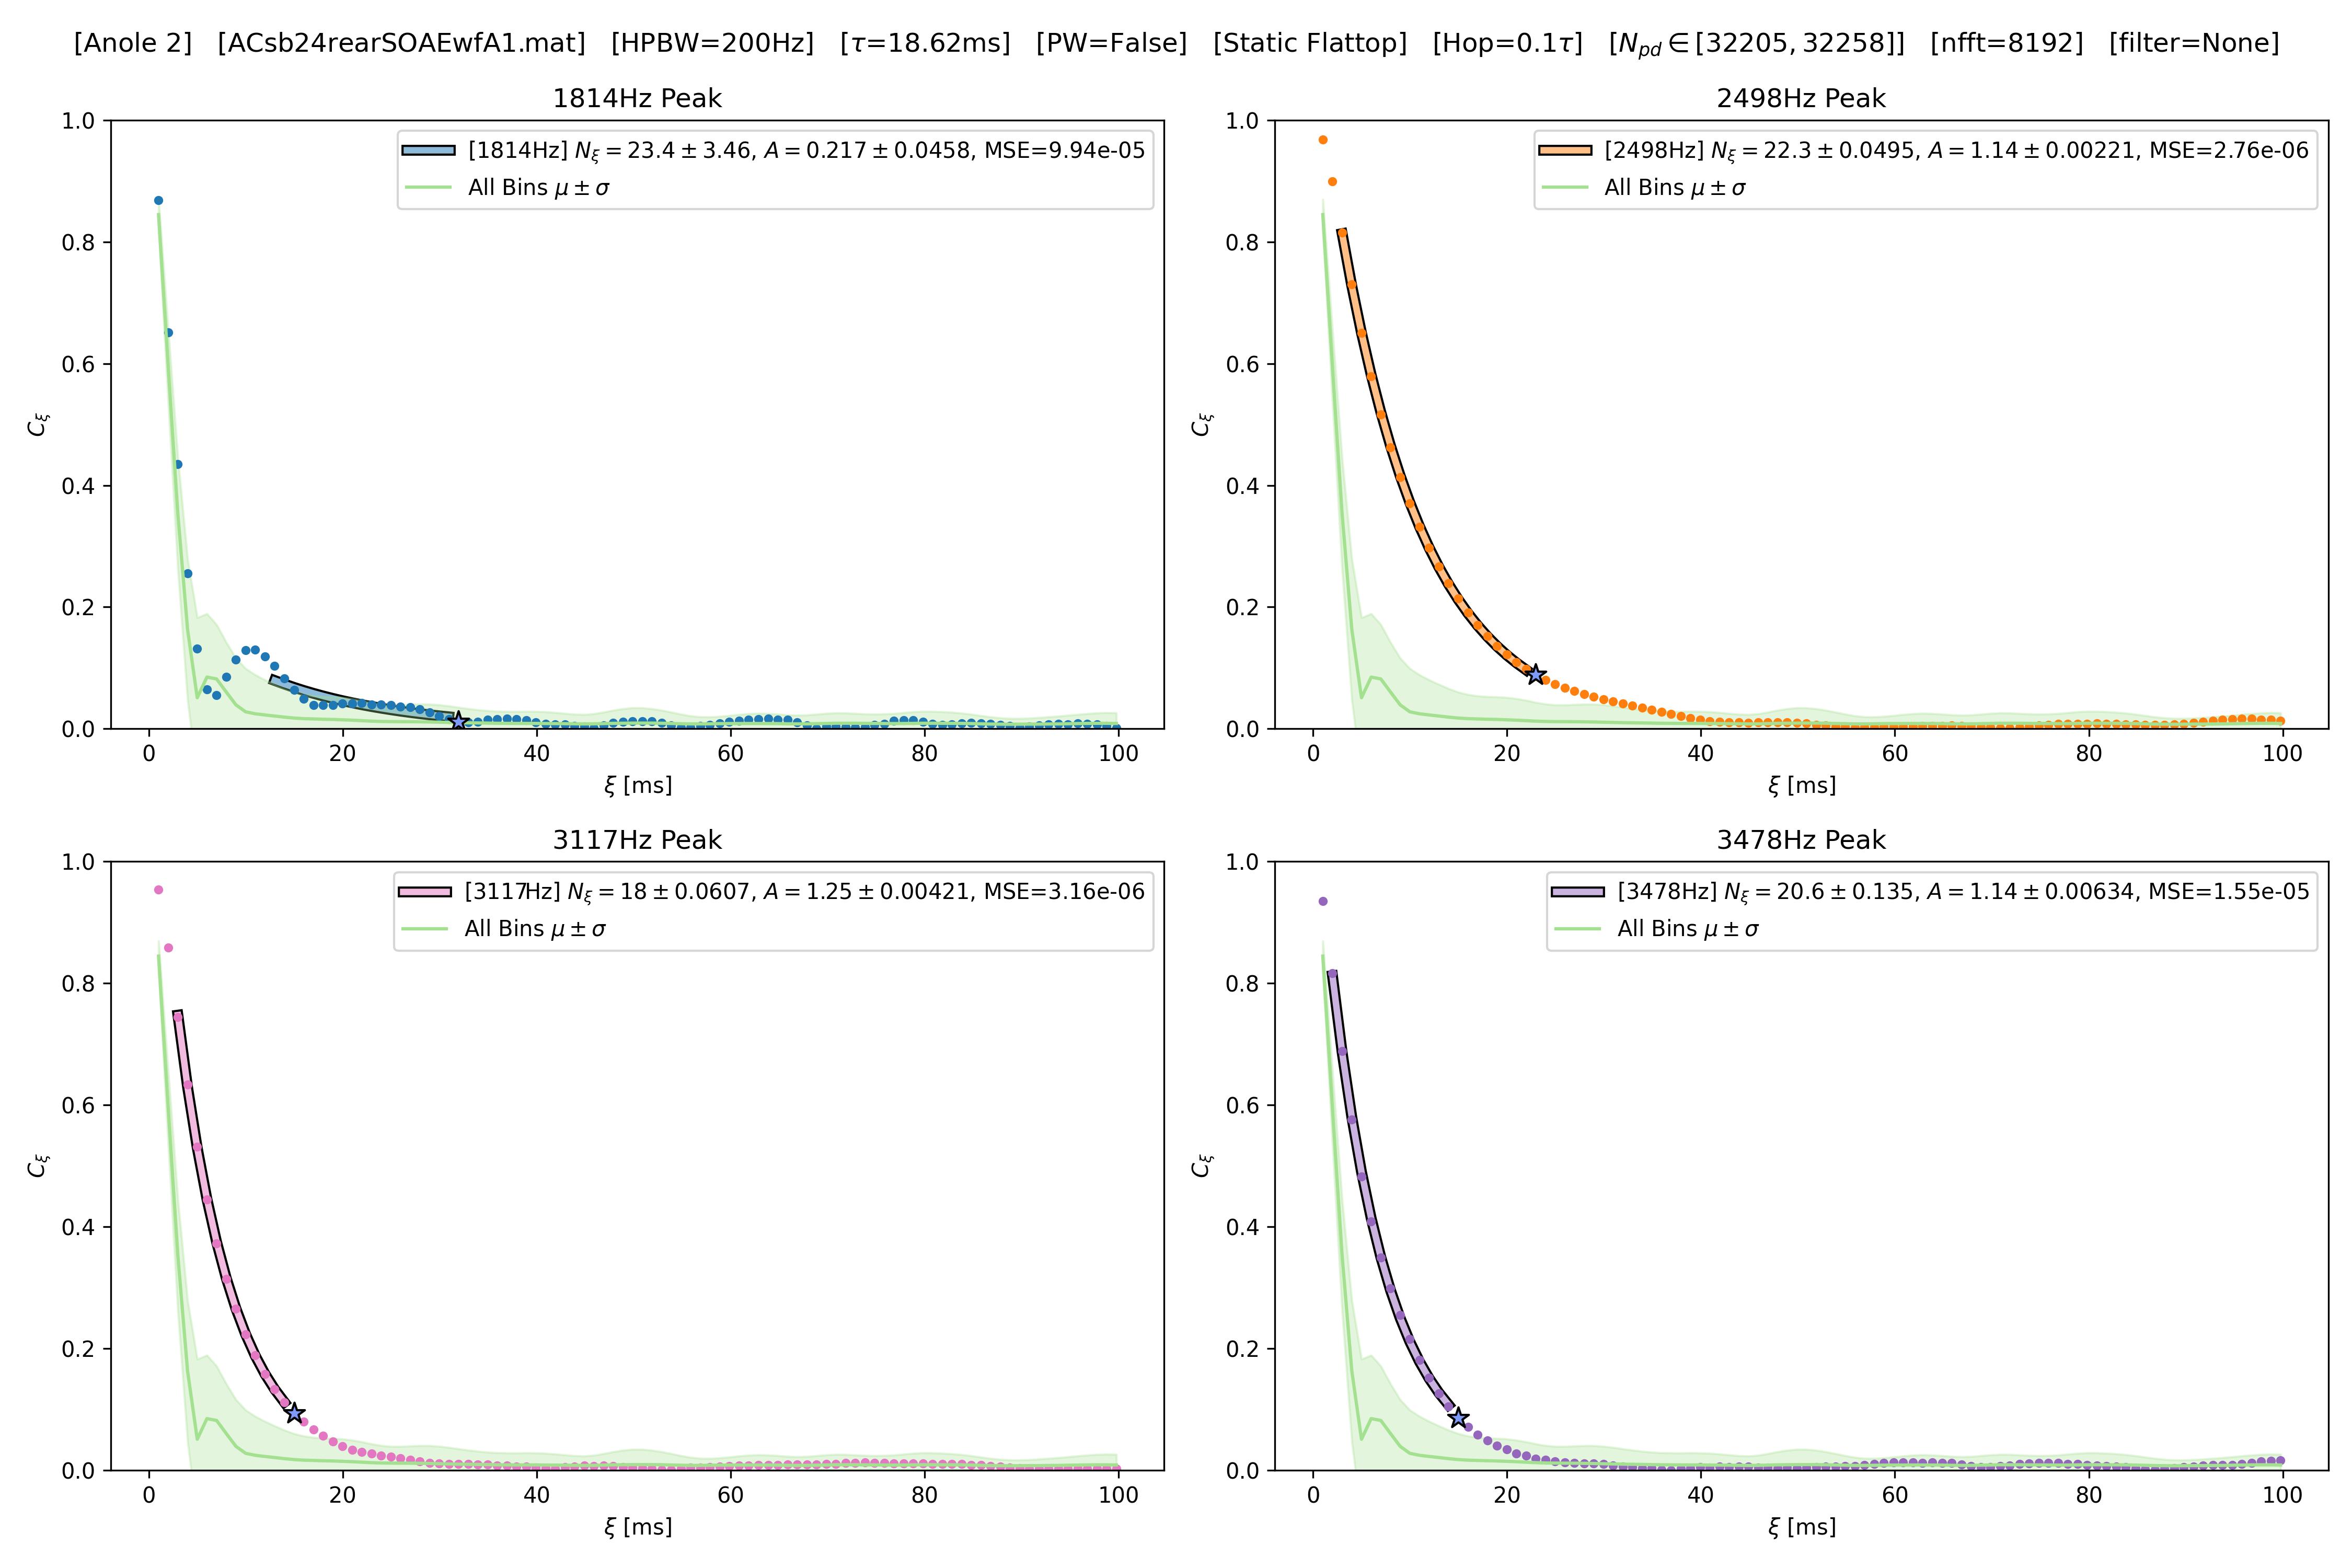 [Anole 2] [ACsb24rearSOAEwfA1.mat] [HPBW=200Hz] [τ=18.62ms] [PW=False] [Static Flattop] [Hop=0.1τ] [N_pd ∈ [32205, 32258]] [nfft=8192] [filter=None]
1814Hz Peak
[1814Hz] N_ξ = 23.4 ± 3.46, A = 0.217 ± 0.0458, MSE=9.94e-05
All Bins μ ± σ
1.0
0.8
0.6
0.4
0.2
0.0
C_ξ
0 20 40 60 80 100
ξ [ms]
2498Hz Peak
[2498Hz] N_ξ = 22.3 ± 0.0495, A = 1.14 ± 0.00221, MSE=2.76e-06
All Bins μ ± σ
1.0
0.8
0.6
0.4
0.2
0.0
C_ξ
0 20 40 60 80 100
ξ [ms]
3117Hz Peak
[3117Hz] N_ξ = 18 ± 0.0607, A = 1.25 ± 0.00421, MSE=3.16e-06
All Bins μ ± σ
1.0
0.8
0.6
0.4
0.2
0.0
C_ξ
0 20 40 60 80 100
ξ [ms]
3478Hz Peak
[3478Hz] N_ξ = 20.6 ± 0.135, A = 1.14 ± 0.00634, MSE=1.55e-05
All Bins μ ± σ
1.0
0.8
0.6
0.4
0.2
0.0
C_ξ
0 20 40 60 80 100
ξ [ms]